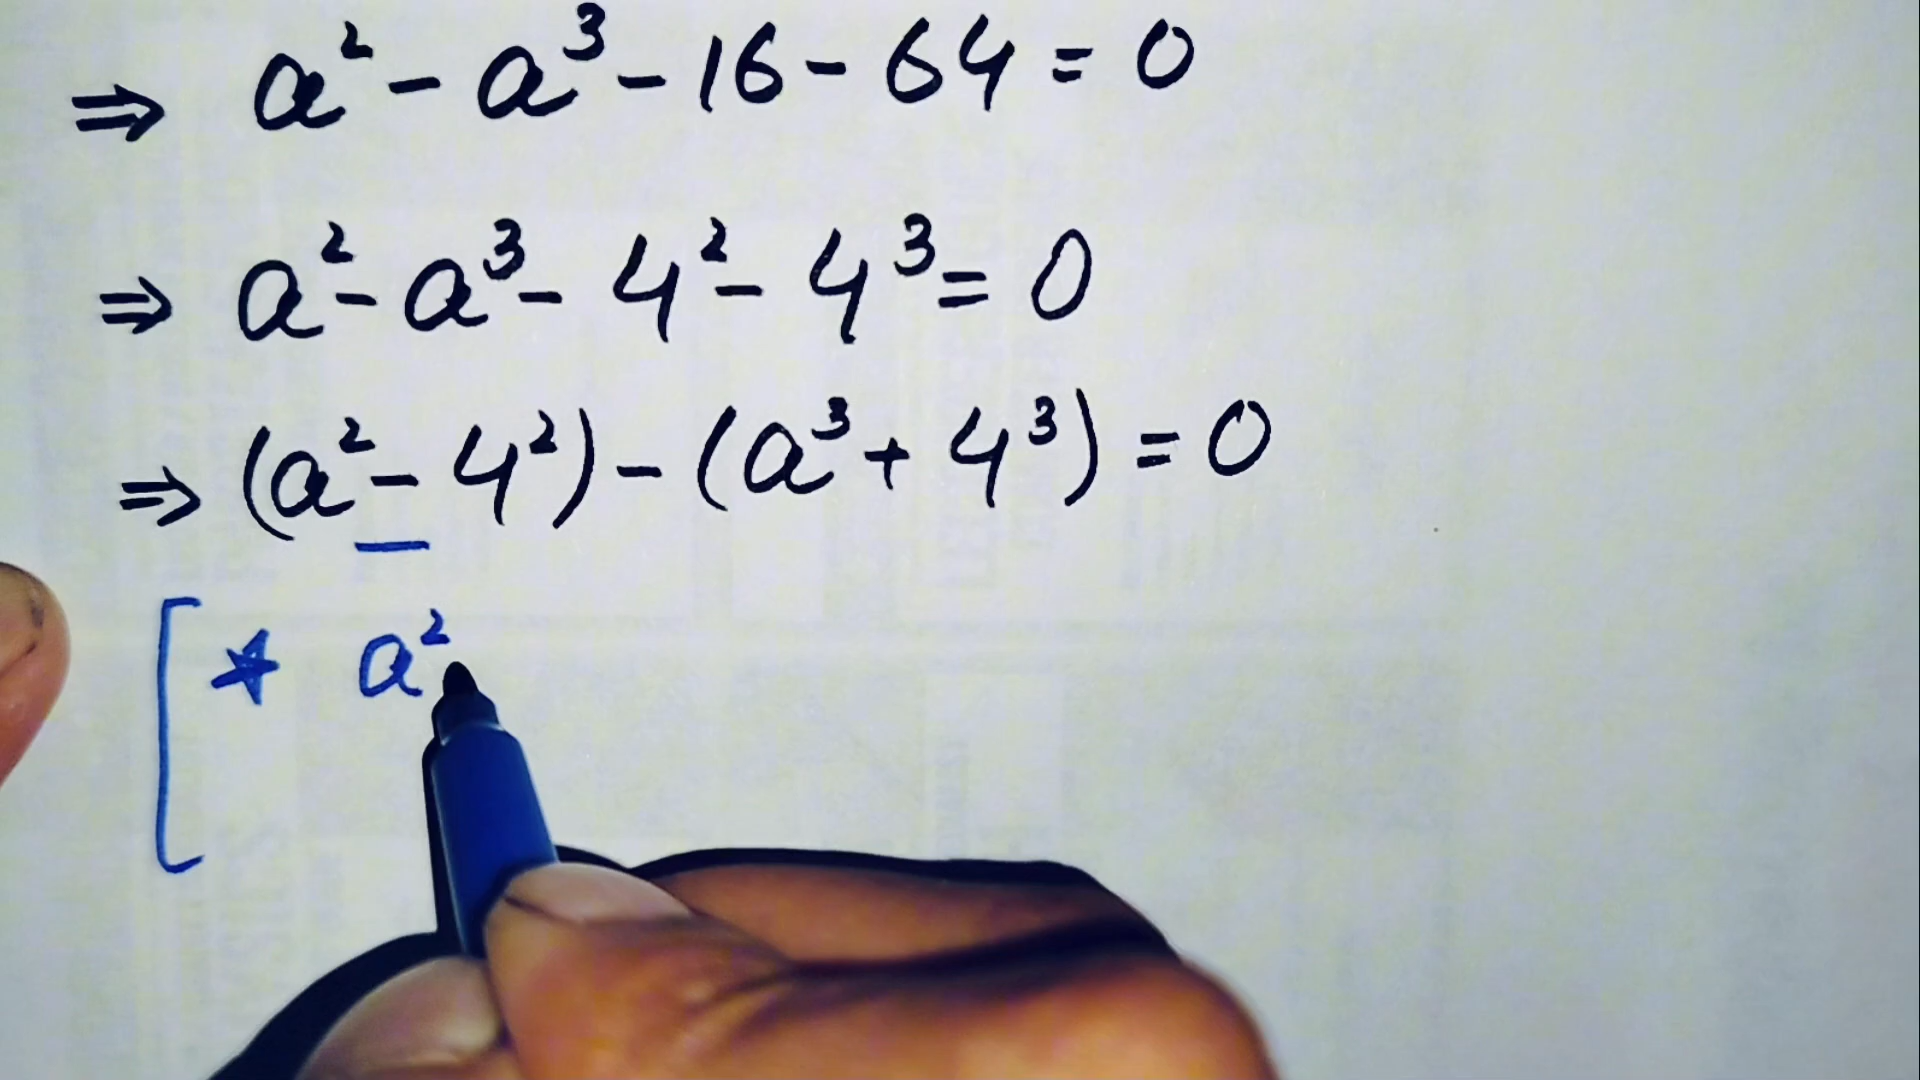 ⇒ a² - a³ - 16 - 64 = 0
⇒ a² - a³ - 4² - 4³ = 0
⇒ (a² - 4²) - (a³ + 4³) = 0
[ ★ a²